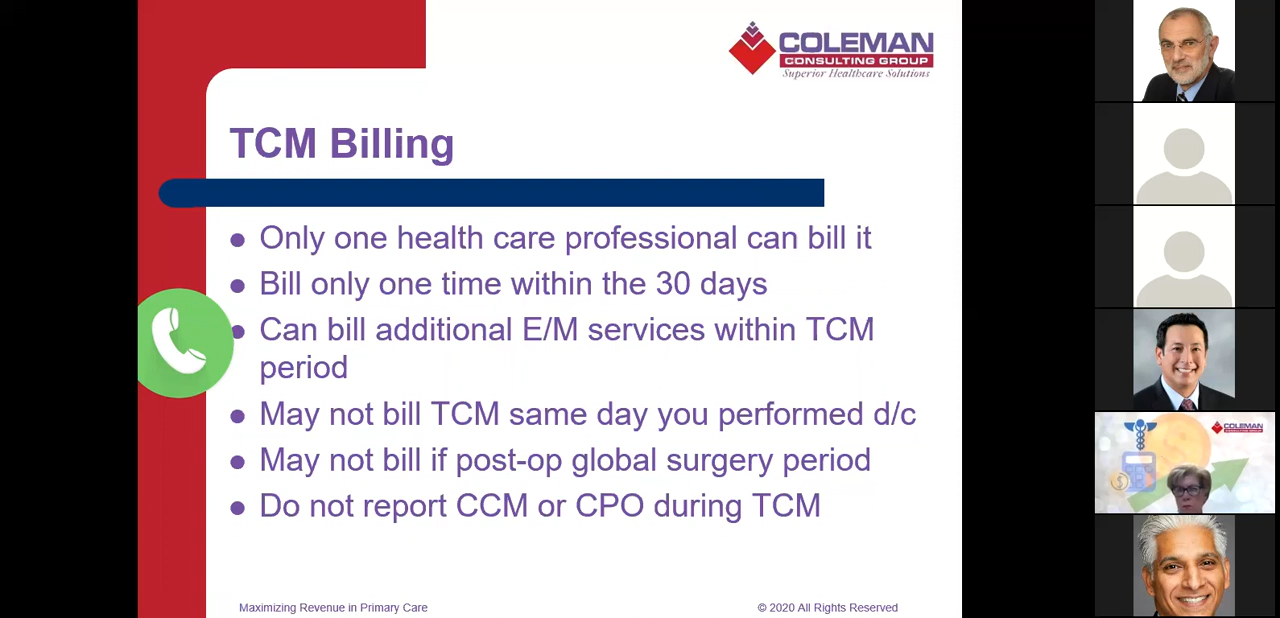 COLEMAN
CONSULTING GROUP
Superior Healthcare Solutions
TCM Billing
Only one health care professional can bill it
Bill only one time within the 30 days
Can bill additional E/M services within TCM
period
May not bill TCM same day you performed d/c
May not bill if post-op global surgery period
Do not report CCM or CPO during TCM
Maximizing Revenue in Primary Care
© 2020 All Rights Reserved
COLEMAN
CONSULTING GROUP